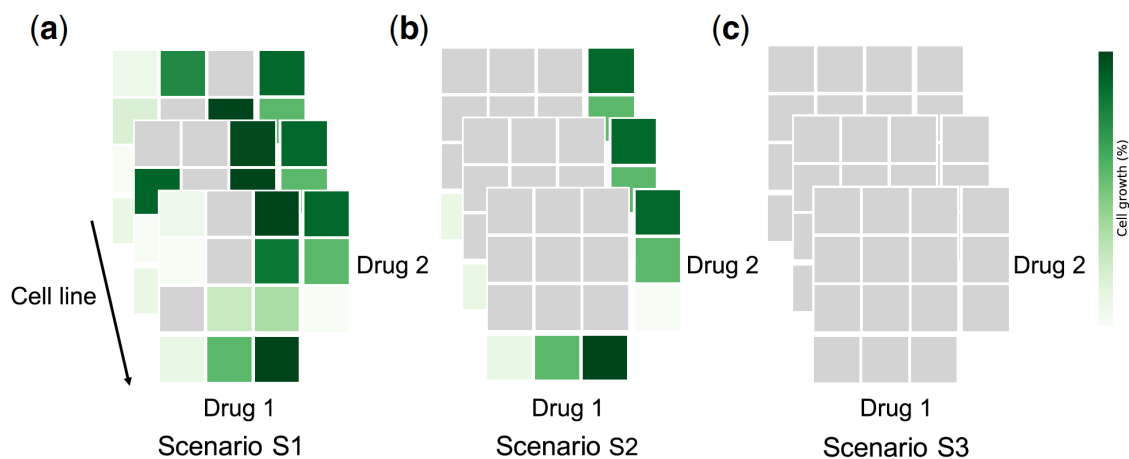 (a)
(b)
(c)
Cell line
Drug 2
Drug 2
Drug 2
Cell growth (%)
Drug 1
Drug 1
Drug 1
Scenario S1
Scenario S2
Scenario S3